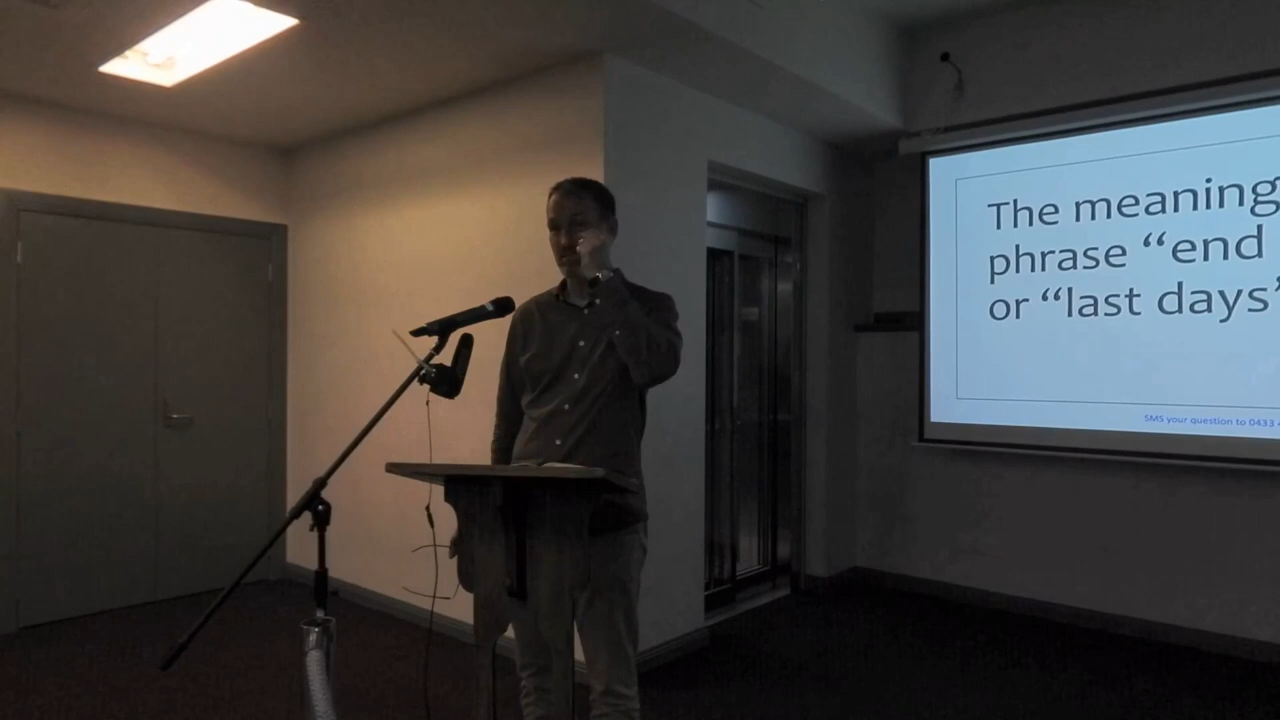 The meaning
phrase “end
or “last days”
SMS your question to 0433